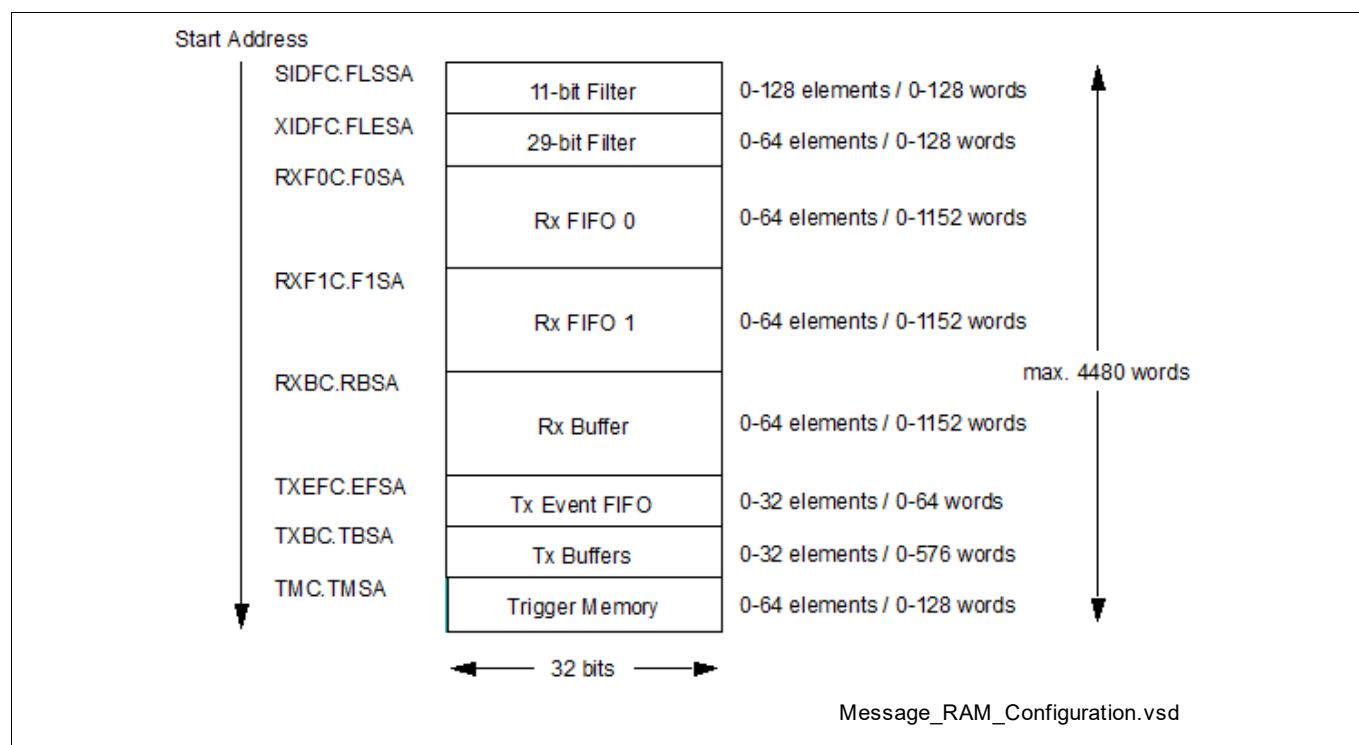 Start Address
SIDFC.FLSSA
11-bit Filter
0-128 elements / 0-128 words
XIDFC.FLESA
29-bit Filter
0-64 elements / 0-128 words
RXF0C.F0SA
Rx FIFO 0
0-64 elements / 0-1152 words
RXF1C.F1SA
Rx FIFO 1
0-64 elements / 0-1152 words
max. 4480 words
RXBC.RBSA
Rx Buffer
0-64 elements / 0-1152 words
TXEFC.EFSA
Tx Event FIFO
0-32 elements / 0-64 words
TXBC.TBSA
Tx Buffers
0-32 elements / 0-576 words
TMC.TMSA
Trigger Memory
0-64 elements / 0-128 words
32 bits
Message_RAM_Configuration.vsd